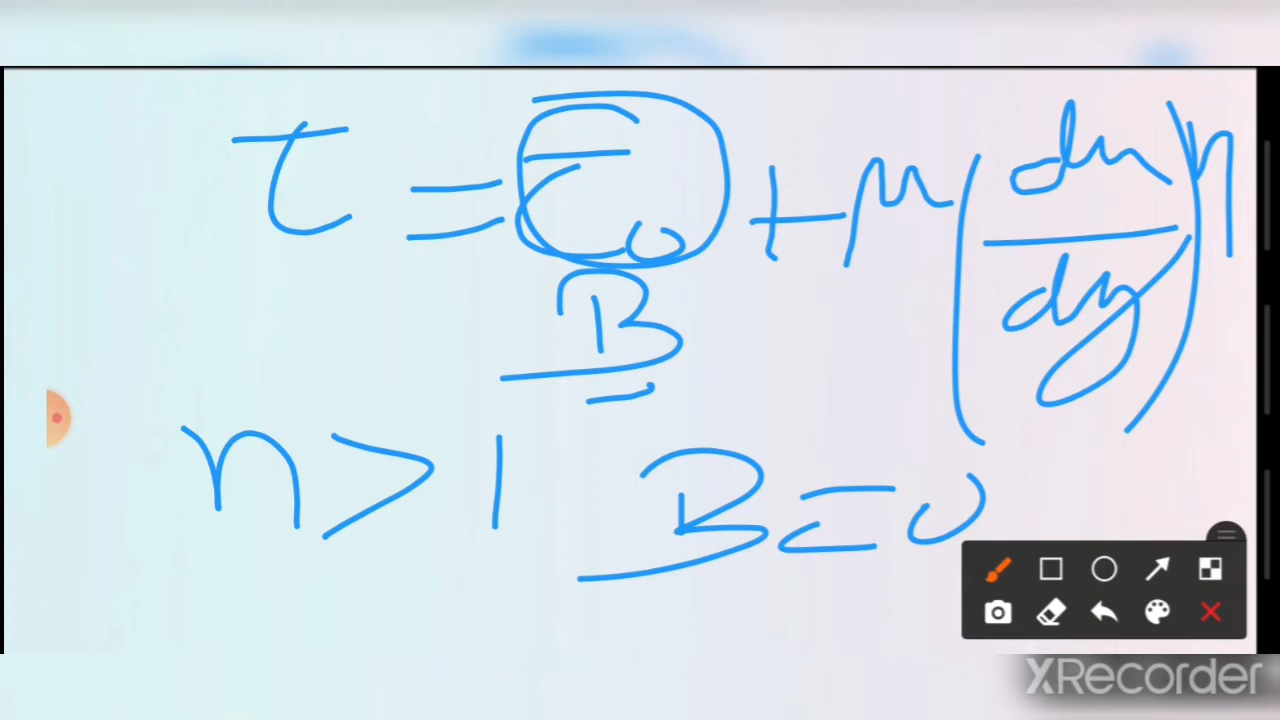 τ = τ₀ + μ(du/dy)ⁿ
B
n > 1 B = 0
XRecorder